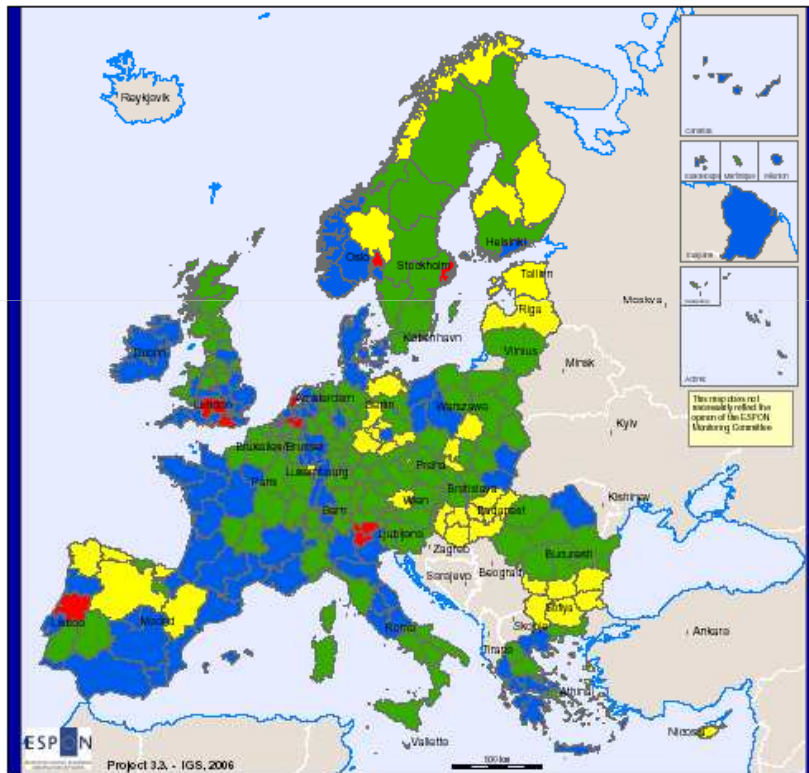 Reykjavik
Canarias
Guadeloupe Martinique Réunion
Guyane
Oslo
Helsinki
Stockholm
Tallinn
Moskva
Riga
København
Vilnius
Minsk
Dublin
This map does not
necessarily reflect the
opinion of the ESPON
Monitoring Committee
London
Amsterdam
Berlin
Warszawa
Kyiv
Bruxelles/Brussel
Luxembourg
Praha
Paris
Bratislava
Kishinev
Wien
Budapest
Bern
Ljubljana
Zagreb
Bucuresti
Sarajevo
Beograd
Sofiya
Lisboa
Madrid
Roma
Skopje
Ankara
Tirana
Athinai
Nicosia
Valletta
ESPON
Project 3.3. - IGS, 2006
500 km